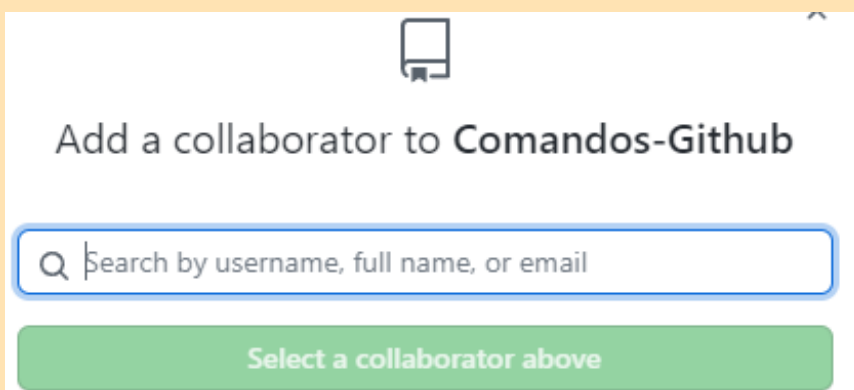 Add a collaborator to Comandos-Github
Search by username, full name, or email
Select a collaborator above